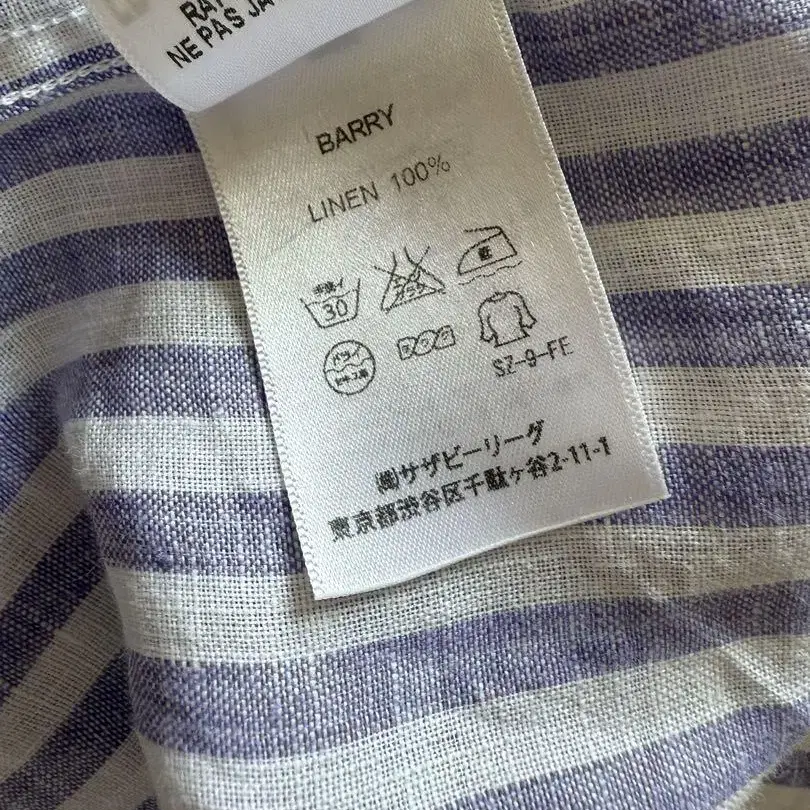 NE PAS
BARRY
LINEN 100%
30
SZ-9-FE
㈱サザビーリーグ
東京都渋谷区千駄ヶ谷2-11-1